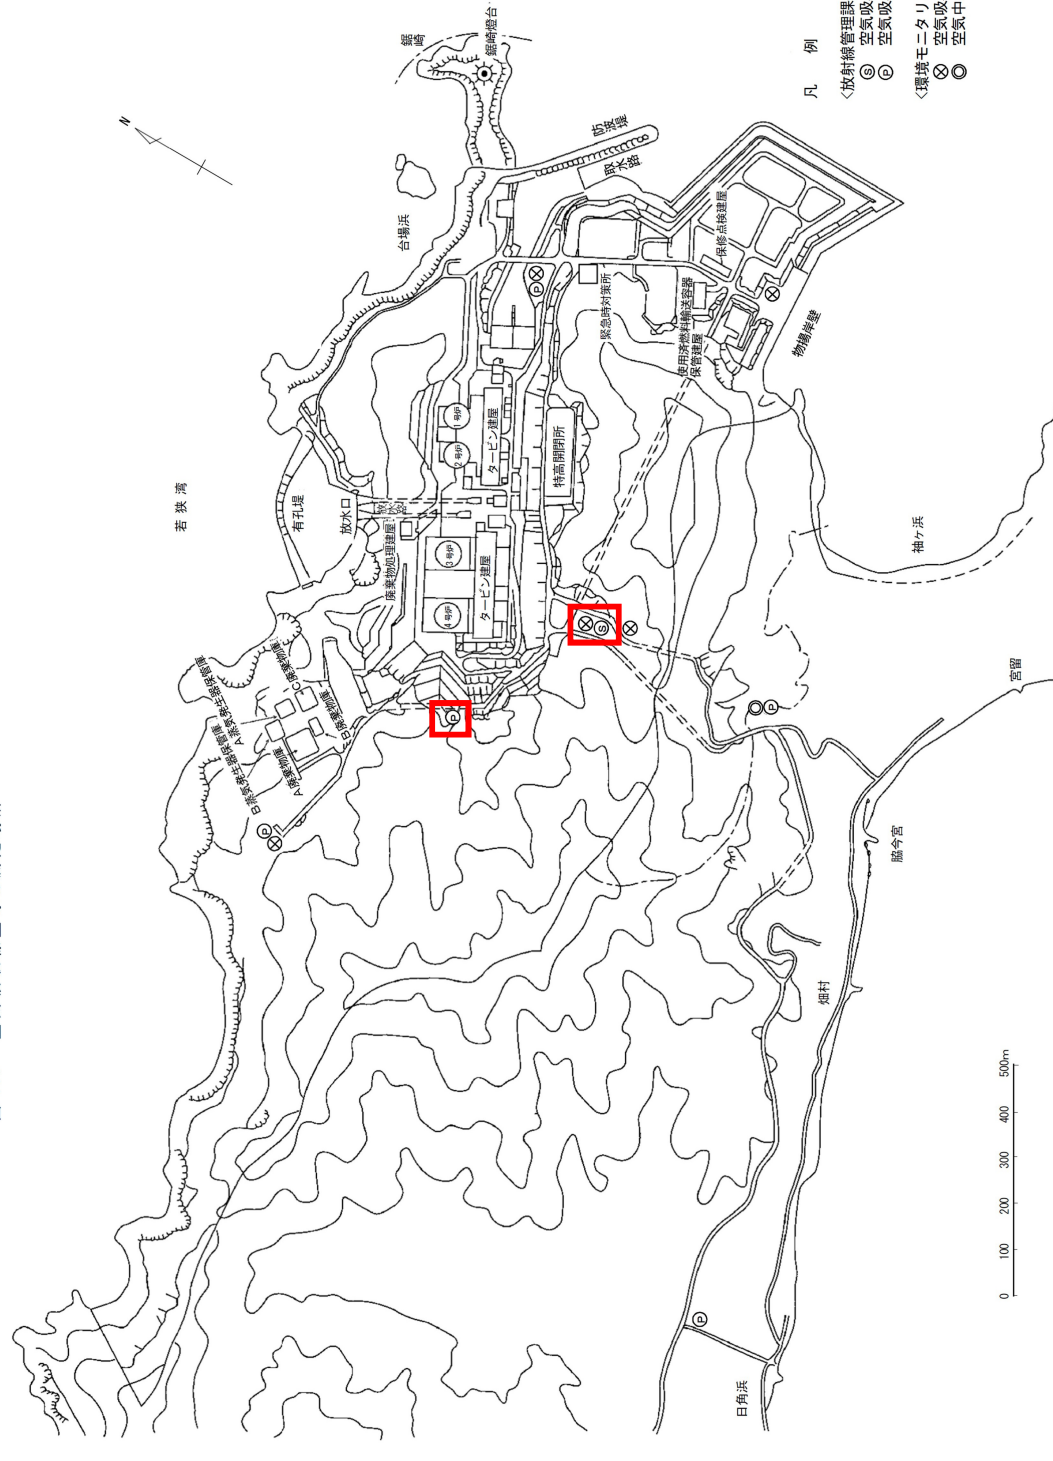 N
鋸崎
鋸崎燈台
凡　例
<放射線管理課
Ⓢ 空気吸
Ⓟ 空気吸
<環境モニタリ
⊗ 空気吸
◎ 空気中
防波堤
取水路
台場浜
保修点検建屋
緊急時対策所
使用済燃料輸送容器
保管建屋
物揚岸壁
若狭湾
有孔堤
放水口
廃棄物処理建屋
1号炉
2号炉
タービン建屋
特高開閉所
3号炉
4号炉
タービン建屋
袖ヶ浜
宮留
C廃棄物庫
A蒸気発生器保管庫
B蒸気発生器保管庫
A廃棄物庫
B廃棄物庫
脇今宮
畑村
日角浜
P
S
P
P
P
P
0 100 200 300 400 500m